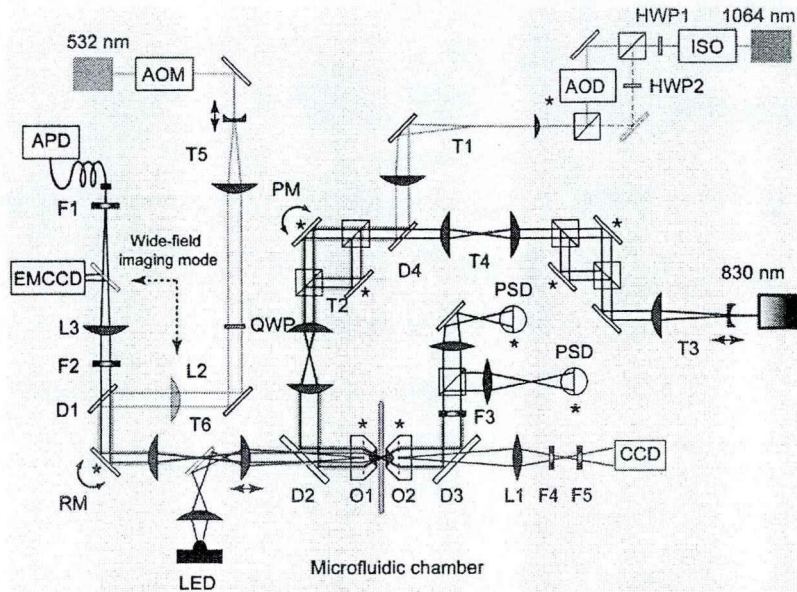 HWP1 1064 nm
532 nm
AOM
ISO
AOD
HWP2
*
APD
T5
T1
F1
PM
*
*
Wide-field
imaging mode
D4
T4
EMCCD
T2
*
*
830 nm
PSD
L3
QWP
*
T3
F2
PSD
L2
D1
*
F3
T6
*
*
*
CCD
RM
D2
O1
O2
D3
L1
F4
F5
LED
Microfluidic chamber